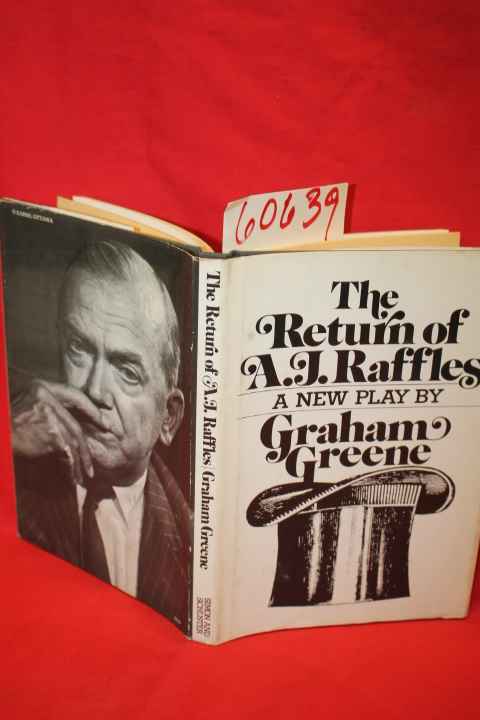 © KARSH, OTTAWA
60639
The Return of A.J. Raffles / Graham Greene
SIMON AND
SCHUSTER
The
Return of
A.J. Raffles
A NEW PLAY BY
Graham
Greene